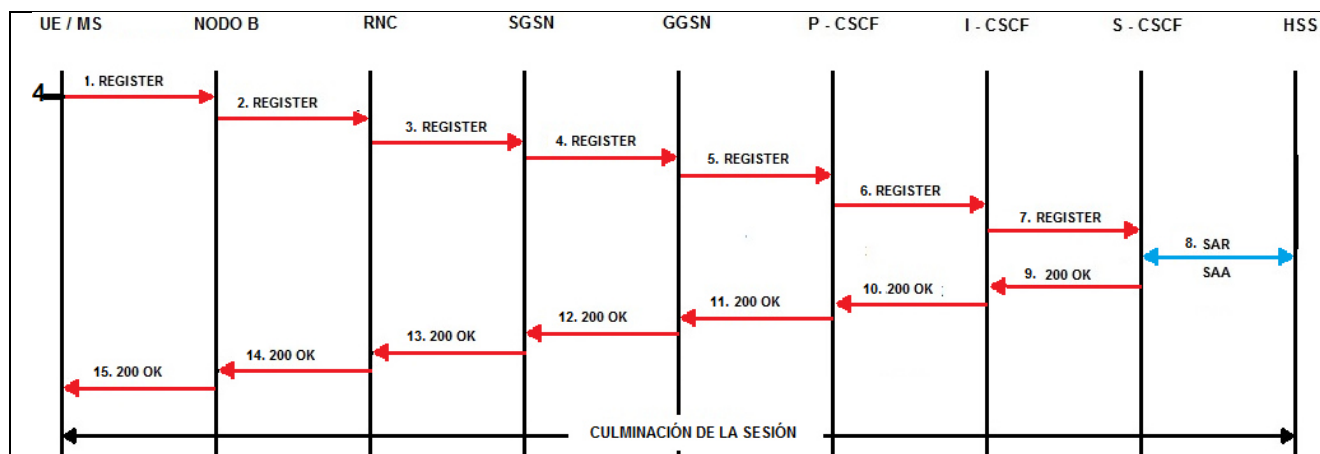 UE / MS
NODO B
RNC
SGSN
GGSN
P - CSCF
I - CSCF
S - CSCF
HSS
4
1. REGISTER
2. REGISTER
3. REGISTER
4. REGISTER
5. REGISTER
6. REGISTER
7. REGISTER
8. SAR
SAA
9. 200 OK
10. 200 OK
11. 200 OK
12. 200 OK
13. 200 OK
14. 200 OK
15. 200 OK
CULMINACIÓN DE LA SESIÓN